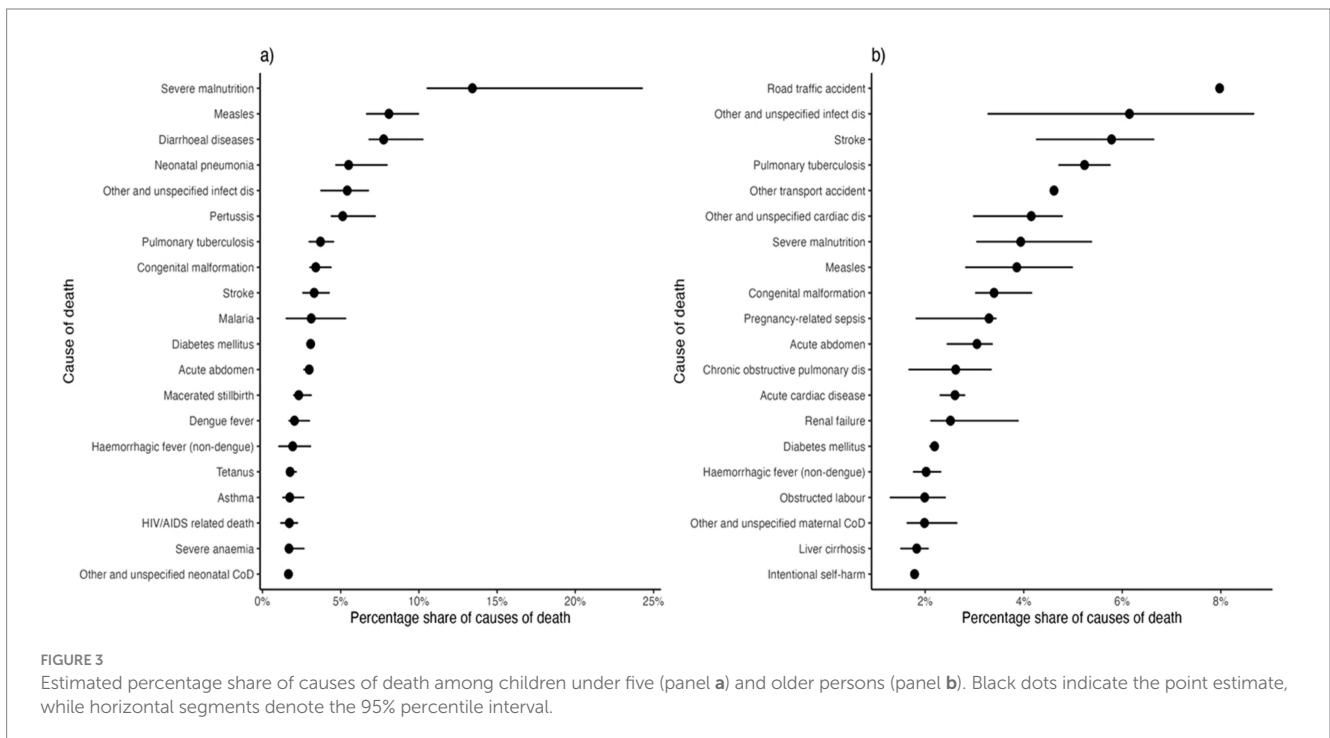 a)
Severe malnutrition
Measles
Diarrhoeal diseases
Neonatal pneumonia
Other and unspecified infect dis
Pertussis
Pulmonary tuberculosis
Congenital malformation
Stroke
Malaria
Diabetes mellitus
Acute abdomen
Macerated stillbirth
Dengue fever
Haemorrhagic fever (non-dengue)
Tetanus
Asthma
HIV/AIDS related death
Severe anaemia
Other and unspecified neonatal CoD
Cause of death
0% 5% 10% 15% 20% 25%
Percentage share of causes of death
b)
Road traffic accident
Other and unspecified infect dis
Stroke
Pulmonary tuberculosis
Other transport accident
Other and unspecified cardiac dis
Severe malnutrition
Measles
Congenital malformation
Pregnancy-related sepsis
Acute abdomen
Chronic obstructive pulmonary dis
Acute cardiac disease
Renal failure
Diabetes mellitus
Haemorrhagic fever (non-dengue)
Obstructed labour
Other and unspecified maternal CoD
Liver cirrhosis
Intentional self-harm
Cause of death
2% 4% 6% 8%
Percentage share of causes of death
FIGURE 3
Estimated percentage share of causes of death among children under five (panel a) and older persons (panel b). Black dots indicate the point estimate,
while horizontal segments denote the 95% percentile interval.